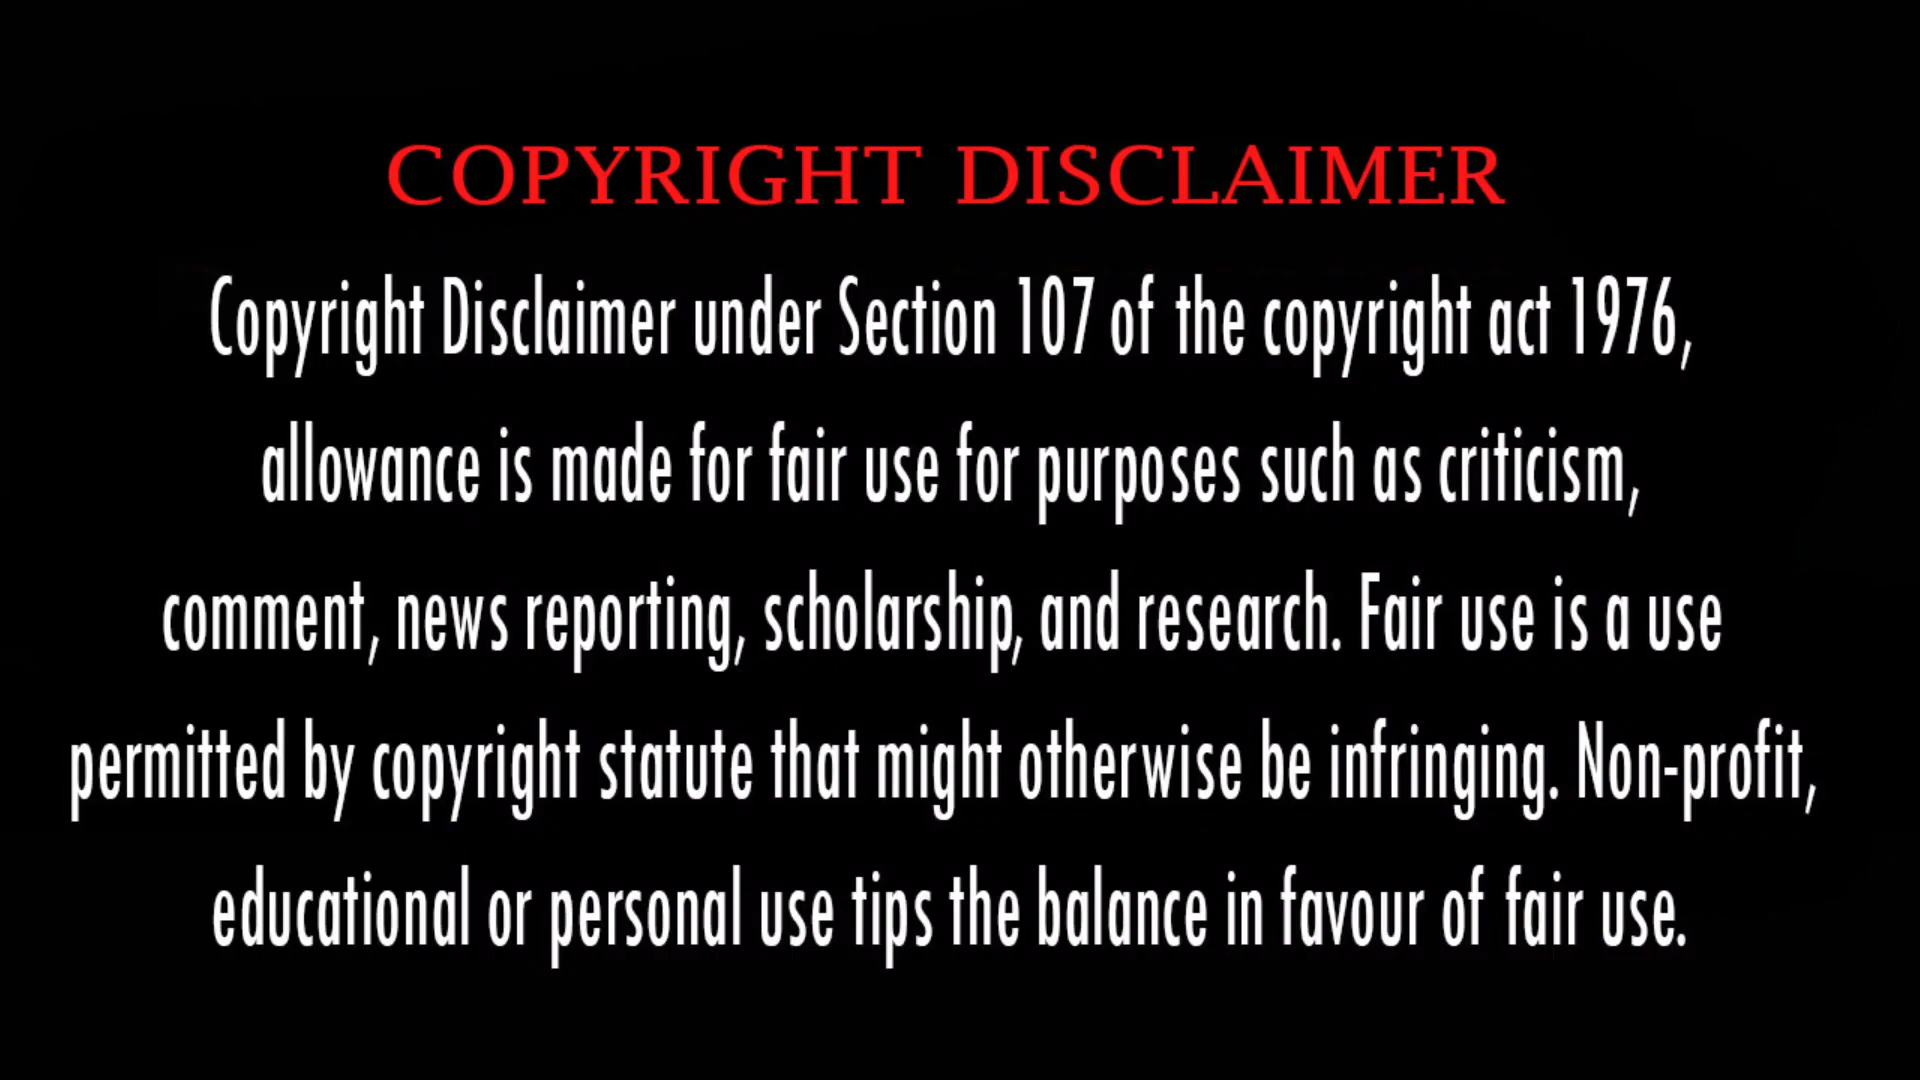 COPYRIGHT DISCLAIMER
Copyright Disclaimer under Section 107 of the copyright act 1976,
allowance is made for fair use for purposes such as criticism,
comment, news reporting, scholarship, and research. Fair use is a use
permitted by copyright statute that might otherwise be infringing. Non-profit,
educational or personal use tips the balance in favour of fair use.